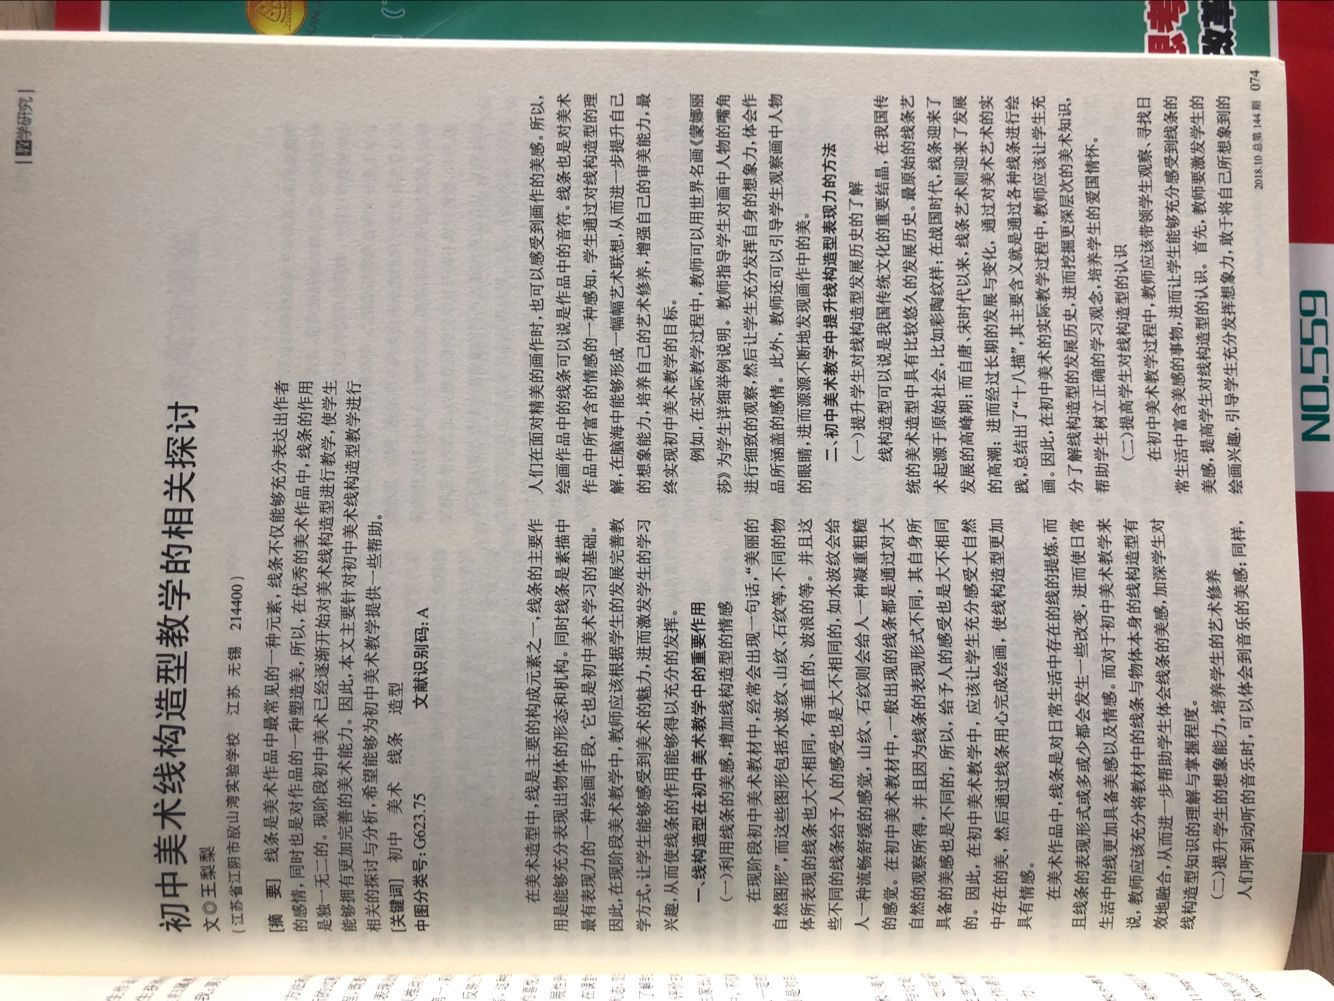 学研究
初中美术线构造型教学的相关探讨
文◎王梨梨
(江苏省江阴市敔山湾实验学校 江苏 无锡 214400)
[摘 要] 线条是美术作品中最常见的一种元素,线条不仅能够充分表达出作者
的感情,同时也是对作品的一种塑造美,所以,在优秀的美术作品中,线条的作用
是独一无二的。现阶段初中美术已经逐渐开始对美术线构造型进行教学,使学生
能够拥有更加完善的美术能力。因此,本文主要针对初中美术线构造型教学进行
相关的探讨与分析,希望能够为初中美术教学提供一些帮助。
[关键词] 初中 美术 线条 造型
中图分类号:G623.75 文献识别码:A
在美术造型中,线是主要的构成元素之一,线条的主要作
用是能够充分表现出物体的形态和机构。同时线条是素描中
最有表现力的一种绘画手段,它也是初中美术学习的基础。
因此,在现阶段美术教学中,教师应该根据学生的发展完善教
学方式,让学生能够感受到美术的魅力,进而激发学生的学习
兴趣,从而使线条的作用能够得以充分的发挥。
一、线构造型在初中美术教学中的重要作用
(一)利用线条的美感,增加线构造型的情感
在现阶段初中美术教材中,经常会出现一句话,“美丽的
自然图形”,而这些图形包括水波纹、山纹、石纹等,不同的物
体所表现的线条也大不相同,有垂直的、波浪的等。并且这
些不同的线条给予人的感受也是大不相同的,如水波纹会给
人一种流畅舒缓的感觉,山纹、石纹则会给人一种凝重粗糙
的感觉。在初中美术教材中,一般出现的线条都是通过对大
自然的观察所得,并且因为线条的表现形式不同,其自身所
具备的美感也是不同的,所以,给予人的感受也是大不相同
的。因此,在初中美术教学中,应该让学生充分感受大自然
中存在的美,然后通过线条用心完成绘画,使线构造型更加
具有情感。
在美术作品中,线条是对日常生活中存在的线的提炼,而
且线条的表现形式或多或少都会发生一些改变,进而使日常
生活中的线更加具备美感以及情感。而对于初中美术教学来
说,教师应该充分将教材中的线条与物体本身的线构造型有
效地融合,从而进一步帮助学生体会线条的美感,加深学生对
线构造型知识的理解与掌握程度。
(二)提升学生的想象能力,培养学生的艺术修养
人们听到动听的音乐时,可以体会到音乐的美感;同样,
人们在面对精美的画作时,也可以感受到画作的美感。所以,
绘画作品中的线条可以说是作品中的音符。线条也是对美术
作品中所富含的情感的一种感知,学生通过对线构造型的理
解,在脑海中能够形成一幅幅艺术联想,从而进一步提升自己
的想象能力,培养自己的艺术修养,增强自己的审美能力,最
终实现初中美术教学的目标。
例如,在实际教学过程中,教师可以用世界名画《蒙娜丽
莎》为学生详细举例说明。教师指导学生对画中人物的嘴角
进行细致的观察,然后让学生充分发挥自身的想象力,体会作
品所涵盖的感情。此外,教师还可以引导学生观察画中人物
的眼睛,进而源源不断地发现画作中的美。
二、初中美术教学中提升线构造型表现力的方法
(一)提升学生对线构造型发展历史的了解
线构造型可以说是我国传统文化的重要结晶,在我国传
统的美术造型中具有比较悠久的发展历史。最原始的线条艺
术起源于原始社会,比如彩陶纹样;在战国时代,线条迎来了
发展的高峰期;而自唐、宋时代以来,线条艺术则迎来了发展
的高潮;进而经过长期的发展与变化,通过对美术艺术的实
践,总结出了“十八描”,其主要含义就是通过各种线条进行绘
画。因此,在初中美术的实际教学过程中,教师应该让学生充
分了解线构造型的发展历史,进而挖掘更深层次的美术知识,
帮助学生树立正确的学习观念,培养学生的爱国情怀。
(二)提高学生对线构造型的认识
在初中美术教学过程中,教师应该带领学生观察、寻找日
常生活中富含美感的事物,进而让学生能够充分感受到线条的
美感,提高学生对线构造型的认识。首先,教师要激发学生的
绘画兴趣,引导学生充分发挥想象力,敢于将自己所想象到的
2018.10 总第 144 期 074
思考
改革
NO.559